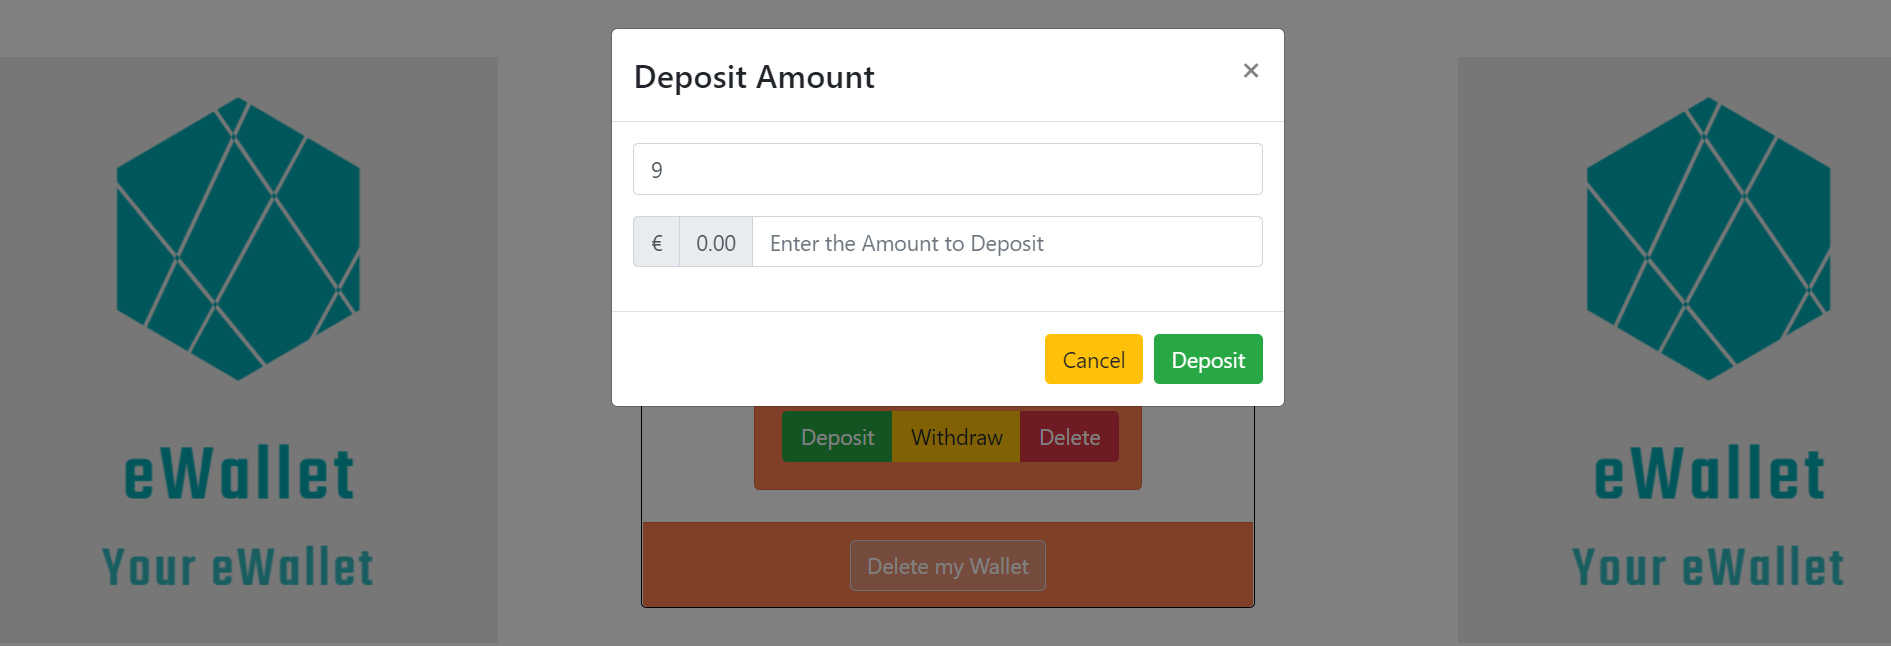 Deposit Amount
×
9
€ 0.00 Enter the Amount to Deposit
Cancel Deposit
Deposit Withdraw Delete
Delete my Wallet
eWallet
Your eWallet
eWallet
Your eWallet